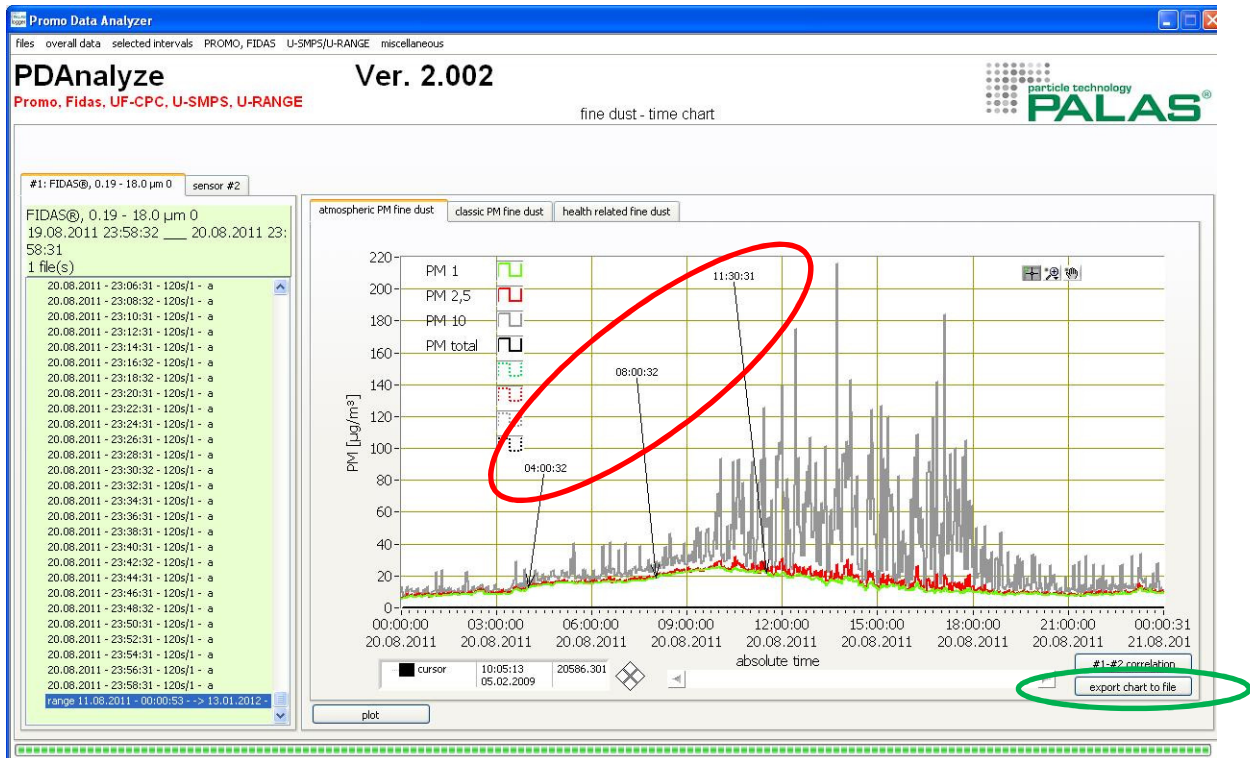 Promo Data Analyzer
files overall data selected intervals PROMO, FIDAS U-SMPS/U-RANGE miscellaneous
PDAnalyze Ver. 2.002
Promo, Fidas, UF-CPC, U-SMPS, U-RANGE
fine dust - time chart
particle technology
PALAS®
#1: FIDAS®, 0.19 - 18.0 µm 0 sensor #2
FIDAS®, 0.19 - 18.0 µm 0
19.08.2011 23:58:32 ___ 20.08.2011 23:
58:31
1 file(s)
20.08.2011 - 23:06:31 - 120s/1 - a
20.08.2011 - 23:08:32 - 120s/1 - a
20.08.2011 - 23:10:31 - 120s/1 - a
20.08.2011 - 23:12:31 - 120s/1 - a
20.08.2011 - 23:14:31 - 120s/1 - a
20.08.2011 - 23:16:32 - 120s/1 - a
20.08.2011 - 23:18:32 - 120s/1 - a
20.08.2011 - 23:20:31 - 120s/1 - a
20.08.2011 - 23:22:31 - 120s/1 - a
20.08.2011 - 23:24:31 - 120s/1 - a
20.08.2011 - 23:26:31 - 120s/1 - a
20.08.2011 - 23:28:31 - 120s/1 - a
20.08.2011 - 23:30:32 - 120s/1 - a
20.08.2011 - 23:32:31 - 120s/1 - a
20.08.2011 - 23:34:31 - 120s/1 - a
20.08.2011 - 23:36:31 - 120s/1 - a
20.08.2011 - 23:38:31 - 120s/1 - a
20.08.2011 - 23:40:31 - 120s/1 - a
20.08.2011 - 23:42:32 - 120s/1 - a
20.08.2011 - 23:44:31 - 120s/1 - a
20.08.2011 - 23:46:31 - 120s/1 - a
20.08.2011 - 23:48:32 - 120s/1 - a
20.08.2011 - 23:50:31 - 120s/1 - a
20.08.2011 - 23:52:31 - 120s/1 - a
20.08.2011 - 23:54:31 - 120s/1 - a
20.08.2011 - 23:56:31 - 120s/1 - a
20.08.2011 - 23:58:31 - 120s/1 - a
range 11.08.2011 - 00:00:53 --> 13.01.2012 -
atmospheric PM fine dust classic PM fine dust health related fine dust
PM 1
PM 2,5
PM 10
PM total
11:30:31
08:00:32
04:00:32
PM [µg/m³]
220
200
180
160
140
120
100
80
60
40
20
0
00:00:00 03:00:00 06:00:00 09:00:00 12:00:00 15:00:00 18:00:00 21:00:00 00:00:31
20.08.2011 20.08.2011 20.08.2011 20.08.2011 20.08.2011 20.08.2011 20.08.2011 20.08.2011 21.08.201
absolute time
cursor 10:05:13 20586.301
05.02.2009
#1-#2 correlation
export chart to file
plot